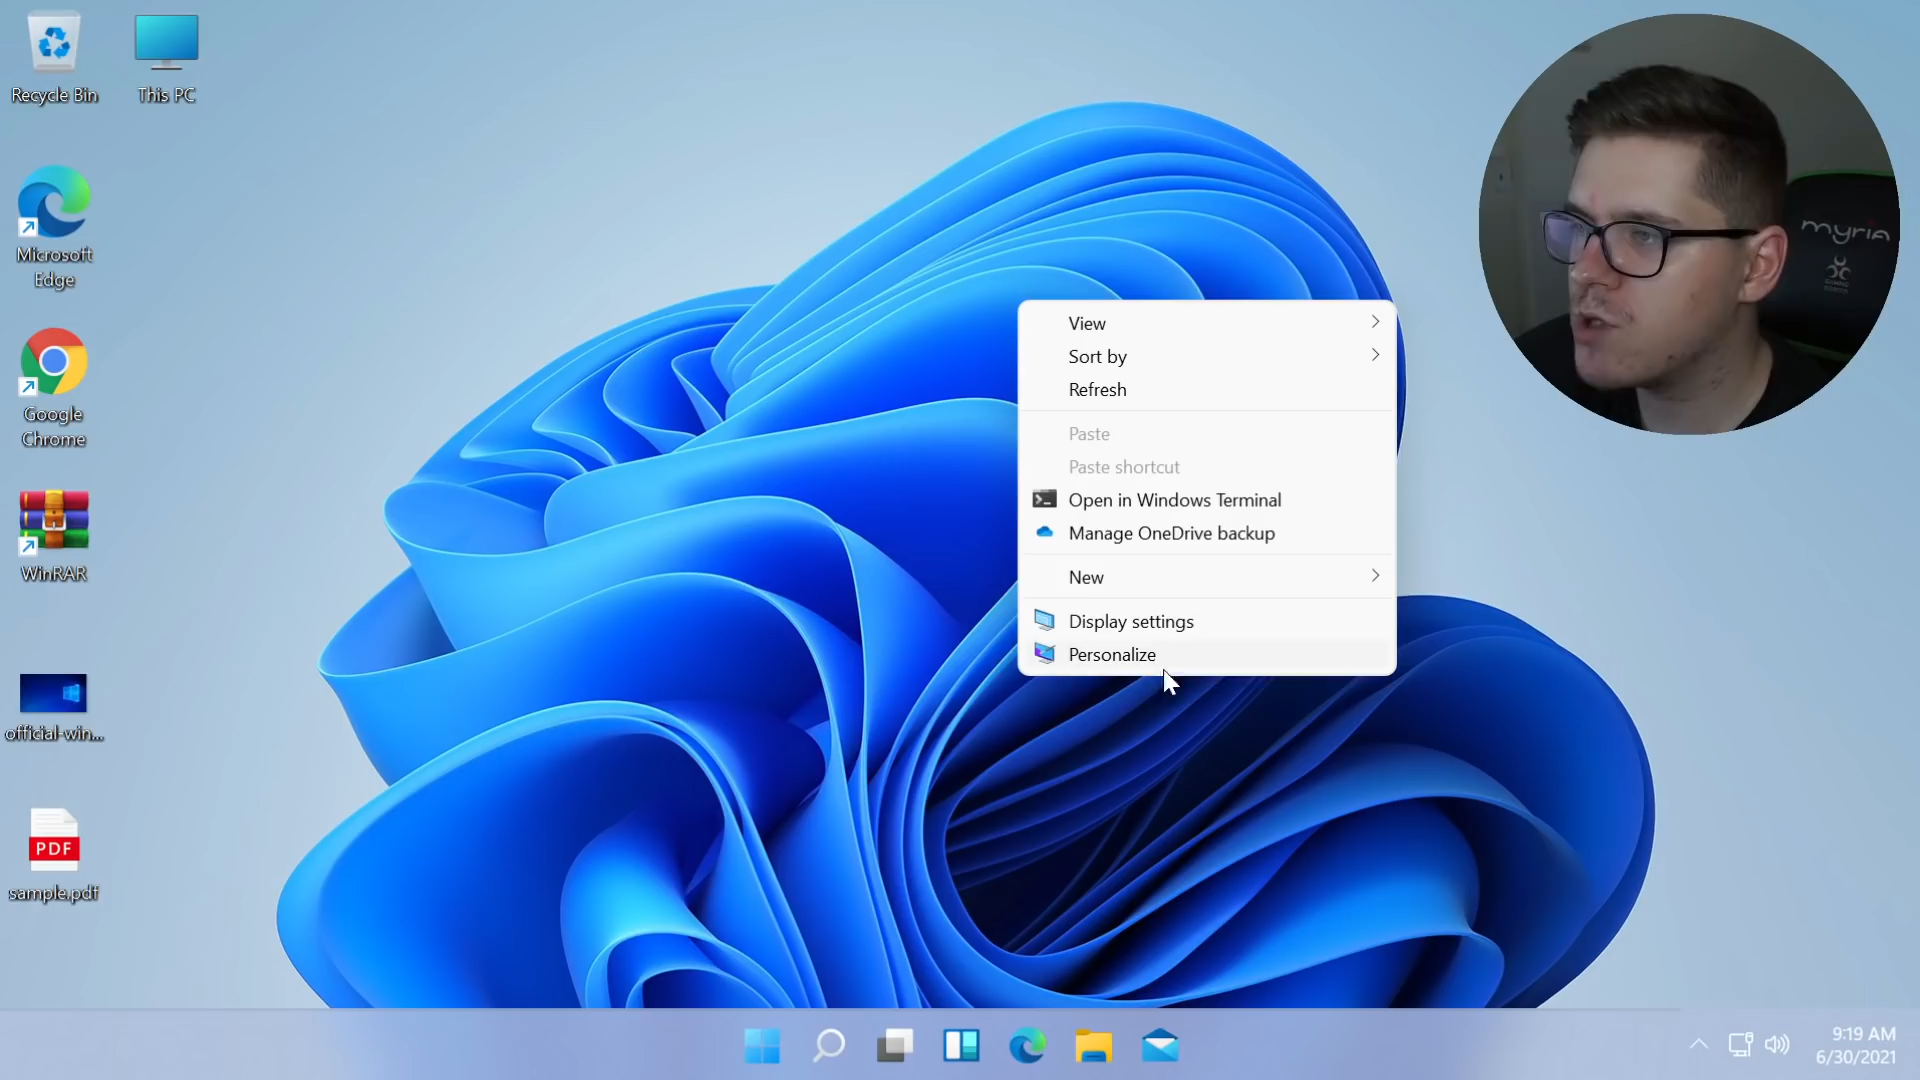 Recycle Bin
This PC
Microsoft
Edge
Google
Chrome
WinRAR
official-win...
PDF
sample.pdf
View
Sort by
Refresh
Paste
Paste shortcut
Open in Windows Terminal
Manage OneDrive backup
New
Display settings
Personalize
myria
9:19 AM
6/30/2021